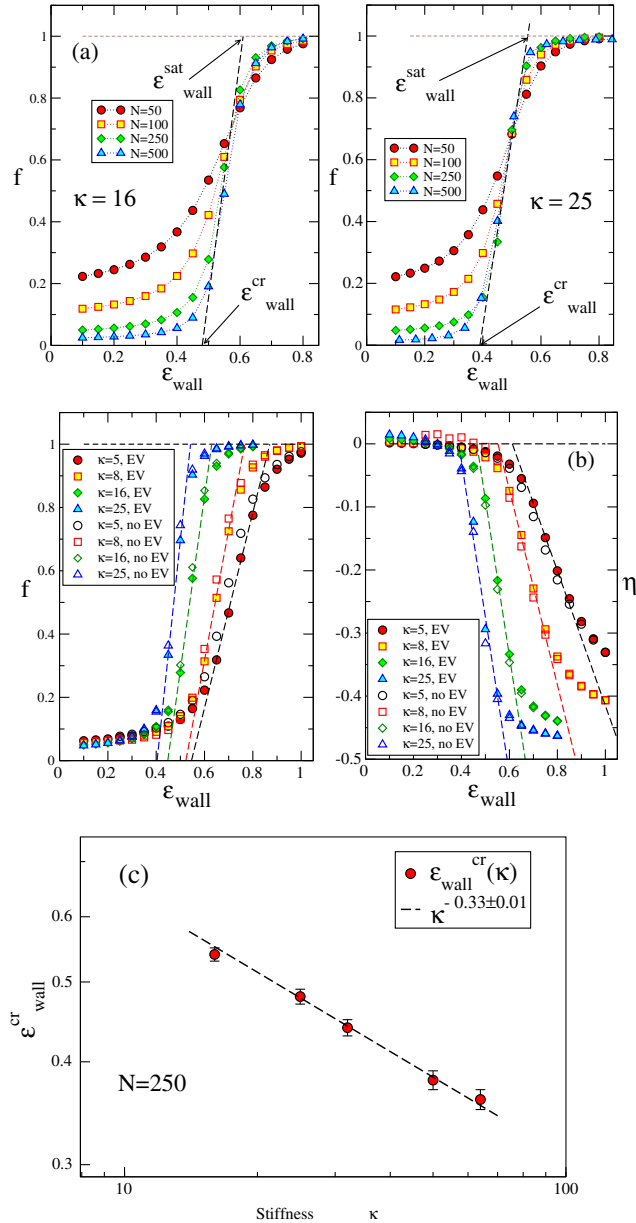 (a)
ε^sat_wall
N=50
N=100
N=250
N=500
κ = 16
ε^cr_wall
f
0 0.2 0.4 0.6 0.8 1
0 0.2 0.4 0.6 0.8
ε_wall
ε^sat_wall
N=50
N=100
N=250
N=500
κ = 25
ε^cr_wall
f
0 0.2 0.4 0.6 0.8 1
0 0.2 0.4 0.6 0.8
ε_wall
κ=5, EV
κ=8, EV
κ=16, EV
κ=25, EV
κ=5, no EV
κ=8, no EV
κ=16, no EV
κ=25, no EV
f
0 0.2 0.4 0.6 0.8 1
0 0.2 0.4 0.6 0.8 1
ε_wall
(b)
κ=5, EV
κ=8, EV
κ=16, EV
κ=25, EV
κ=5, no EV
κ=8, no EV
κ=16, no EV
κ=25, no EV
η
0 -0.1 -0.2 -0.3 -0.4 -0.5
0 0.2 0.4 0.6 0.8 1
ε_wall
(c)
ε_wall^cr(κ)
κ^- 0.33±0.01
ε^cr_wall
0.6
0.5
0.4
0.3
N=250
10 100
Stiffness κ